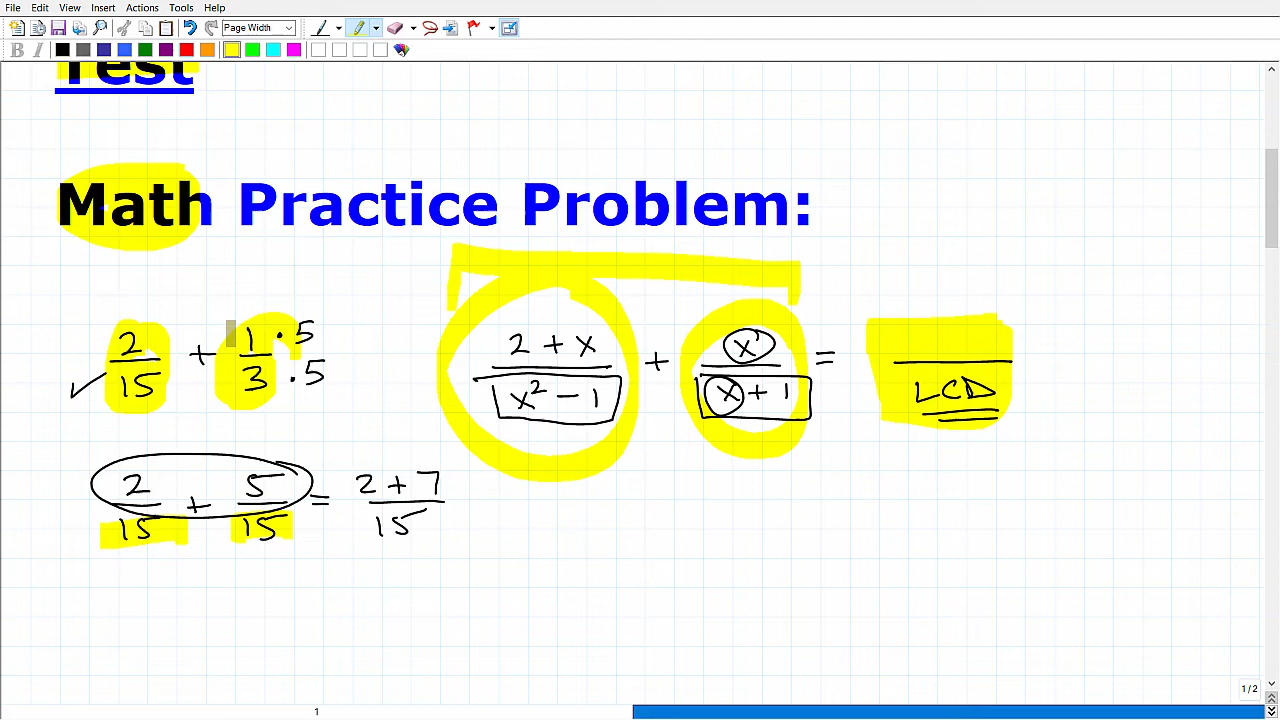 File Edit View Insert Actions Tools Help
Page Width
B I
Test
Math Practice Problem:
2/15 + 1/3 · 5 . 5
(2 + x)/(x² − 1) + x/(x + 1) = /LCD
2/15 + 5/15 = (2 + 7)/15
1/2
1